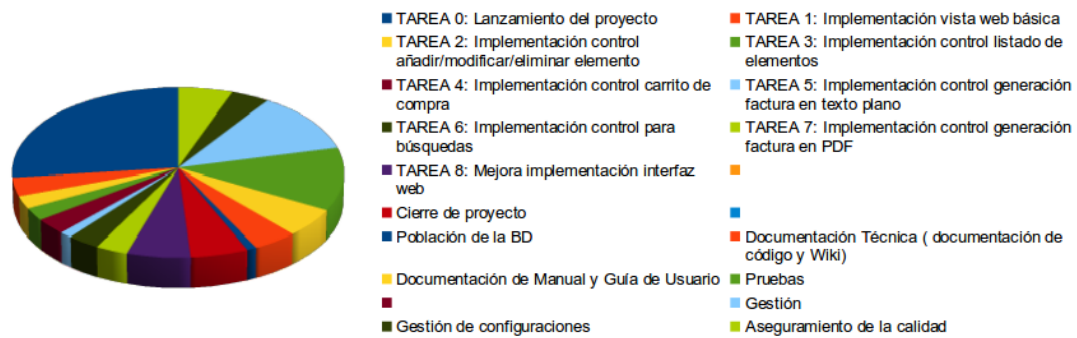 TAREA 0: Lanzamiento del proyecto
TAREA 1: Implementación vista web básica
TAREA 2: Implementación control
añadir/modificar/eliminar elemento
TAREA 3: Implementación control listado de
elementos
TAREA 4: Implementación control carrito de
compra
TAREA 5: Implementación control generación
factura en texto plano
TAREA 6: Implementación control para
búsquedas
TAREA 7: Implementación control generación
factura en PDF
TAREA 8: Mejora implementación interfaz
web
Cierre de proyecto
Población de la BD
Documentación Técnica ( documentación de
código y Wiki)
Documentación de Manual y Guía de Usuario
Pruebas
Gestión
Gestión de configuraciones
Aseguramiento de la calidad